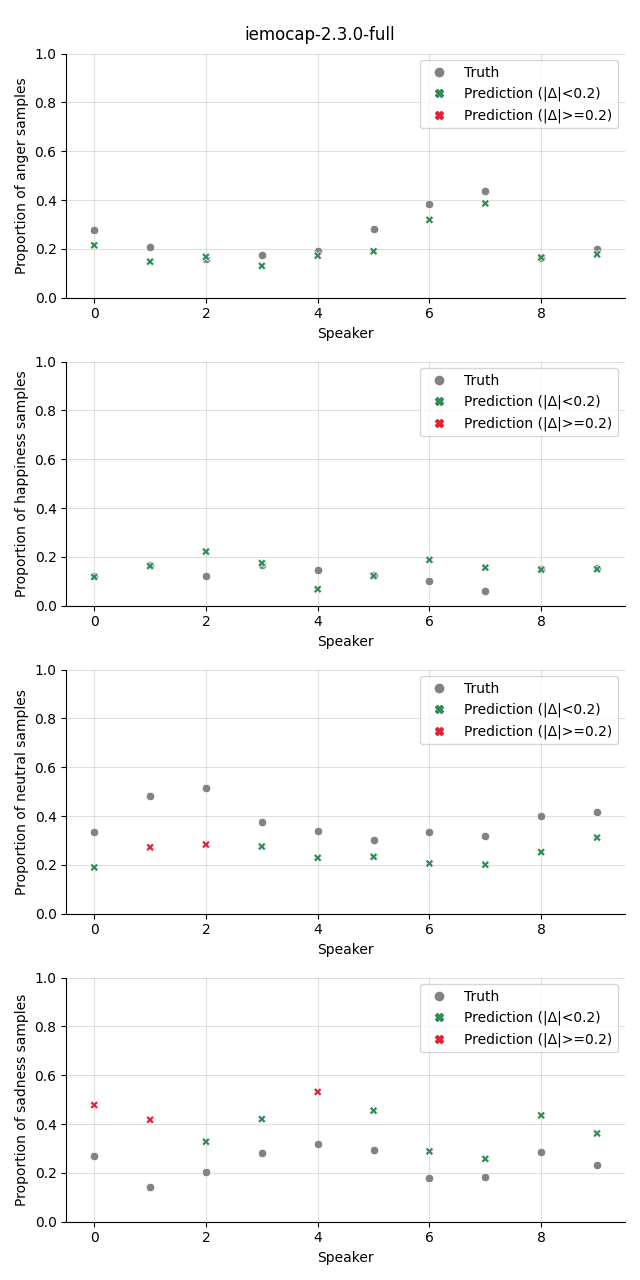 iemocap-2.3.0-full
1.0
0.8
0.6
0.4
0.2
0.0
Proportion of anger samples
Truth
Prediction (|Δ|<0.2)
Prediction (|Δ|>=0.2)
0 2 4 6 8
Speaker
1.0
0.8
0.6
0.4
0.2
0.0
Proportion of happiness samples
Truth
Prediction (|Δ|<0.2)
Prediction (|Δ|>=0.2)
0 2 4 6 8
Speaker
1.0
0.8
0.6
0.4
0.2
0.0
Proportion of neutral samples
Truth
Prediction (|Δ|<0.2)
Prediction (|Δ|>=0.2)
0 2 4 6 8
Speaker
1.0
0.8
0.6
0.4
0.2
0.0
Proportion of sadness samples
Truth
Prediction (|Δ|<0.2)
Prediction (|Δ|>=0.2)
0 2 4 6 8
Speaker